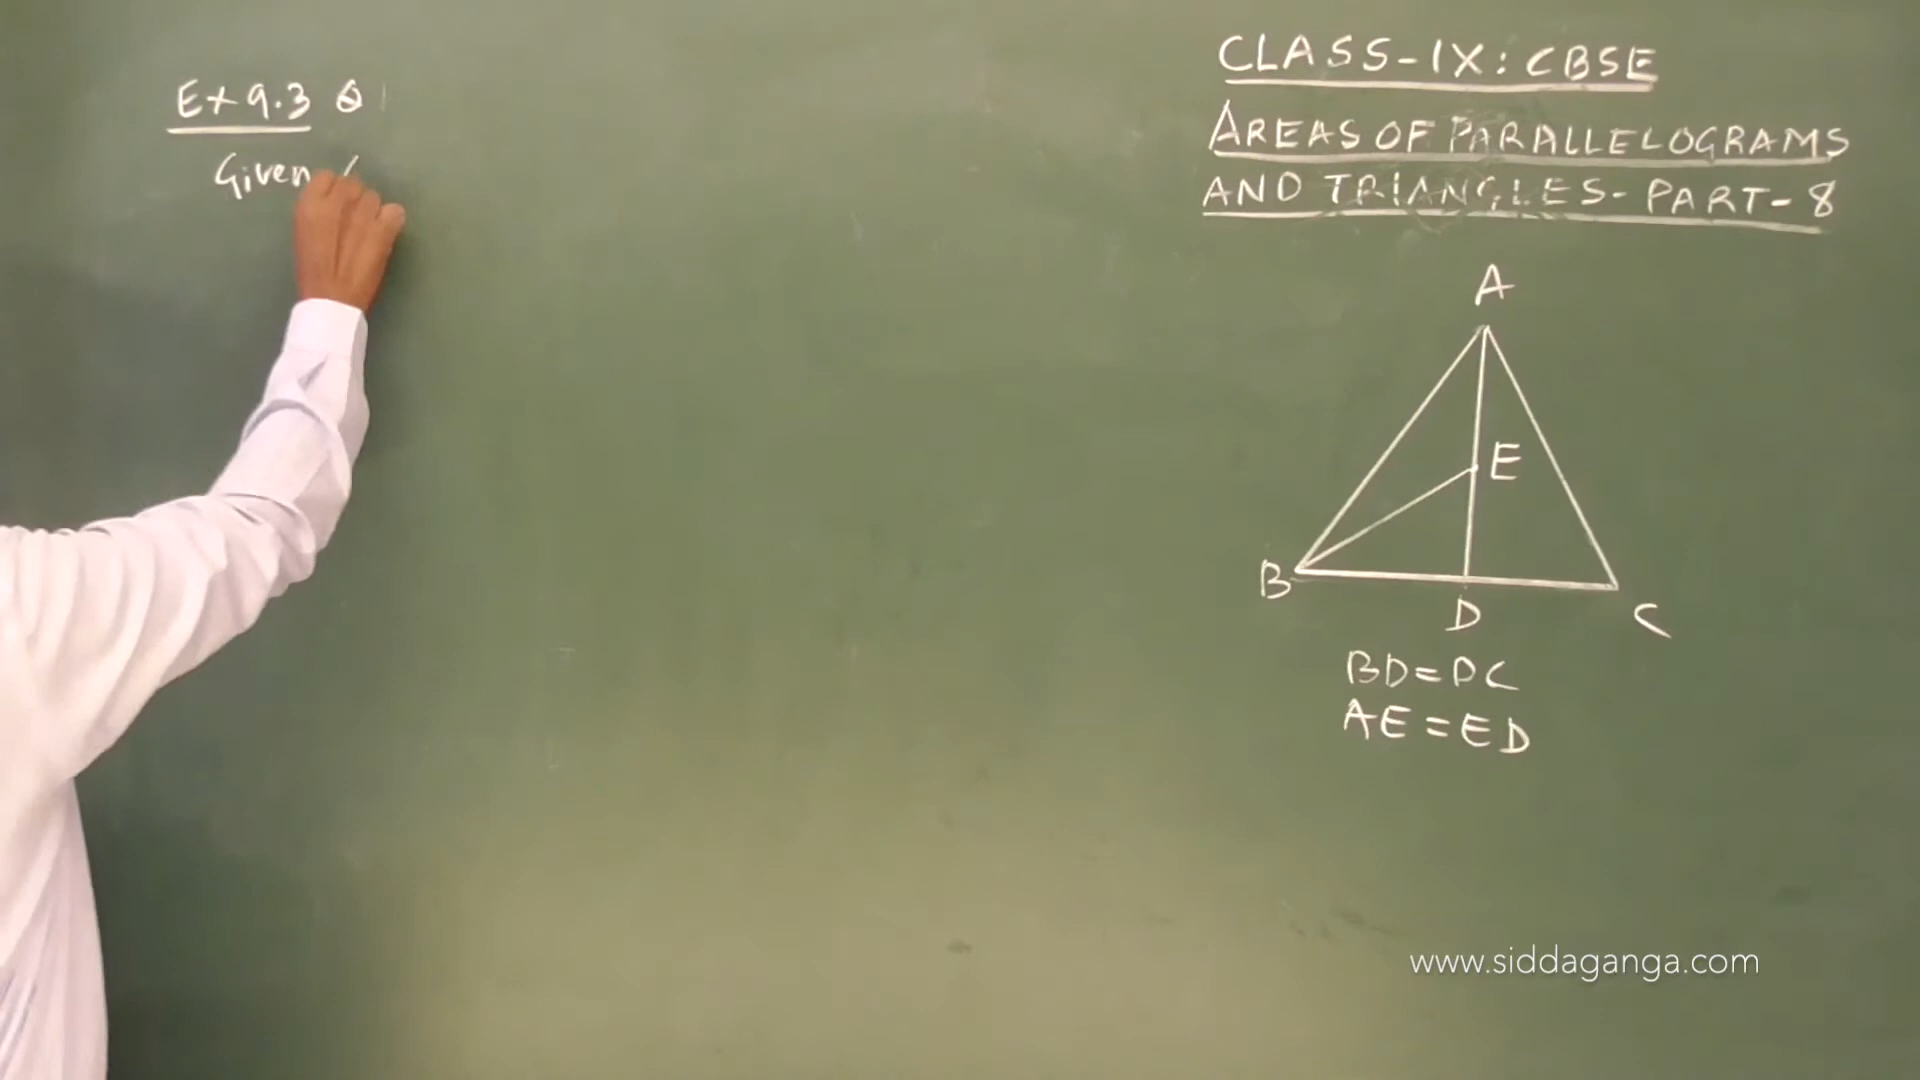 Ex 9.3 Q 1
Given
CLASS-IX: CBSE
AREAS OF PARALLELOGRAMS
AND TRIANGLES-PART-8
A
E
B
D
C
BD=DC
AE=ED
www.siddaganga.com